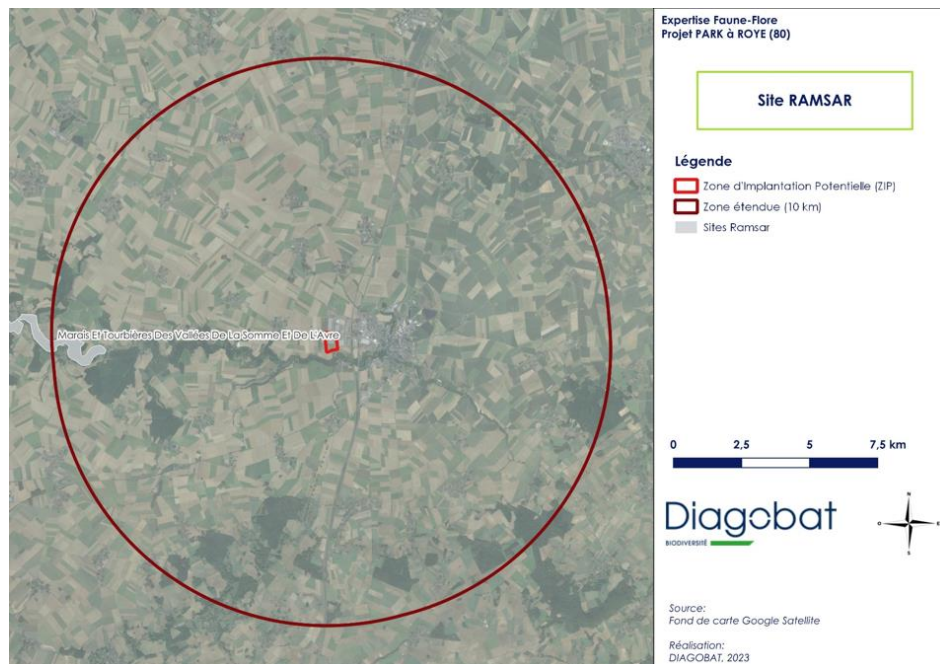 Expertise Faune-Flore
Projet PARK à ROYE (80)
Site RAMSAR
Légende
Zone d'Implantation Potentielle (ZIP)
Zone étendue (10 km)
Sites Ramsar
Marais Et Tourbières Des Vallées De La Somme Et De L'Avre
0 2,5 5 7,5 km
Diagobat
BIODIVERSITÉ
N
O E
S
Source:
Fond de carte Google Satellite
Réalisation:
DIAGOBAT, 2023